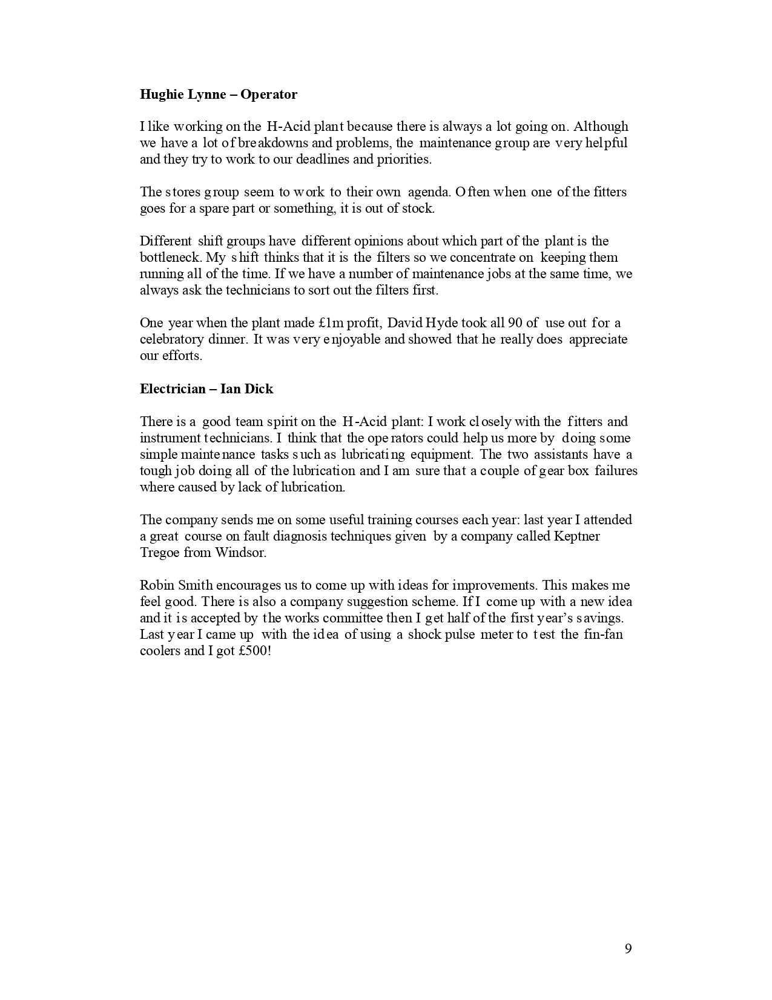 Hughie Lynne – Operator
I like working on the H-Acid plant because there is always a lot going on. Although
we have a lot of breakdowns and problems, the maintenance group are very helpful
and they try to work to our deadlines and priorities.
The stores group seem to work to their own agenda. Often when one of the fitters
goes for a spare part or something, it is out of stock.
Different shift groups have different opinions about which part of the plant is the
bottleneck. My shift thinks that it is the filters so we concentrate on keeping them
running all of the time. If we have a number of maintenance jobs at the same time, we
always ask the technicians to sort out the filters first.
One year when the plant made £1m profit, David Hyde took all 90 of use out for a
celebratory dinner. It was very enjoyable and showed that he really does appreciate
our efforts.
Electrician – Ian Dick
There is a good team spirit on the H-Acid plant: I work closely with the fitters and
instrument technicians. I think that the operators could help us more by doing some
simple maintenance tasks such as lubricating equipment. The two assistants have a
tough job doing all of the lubrication and I am sure that a couple of gear box failures
where caused by lack of lubrication.
The company sends me on some useful training courses each year: last year I attended
a great course on fault diagnosis techniques given by a company called Keptner
Tregoe from Windsor.
Robin Smith encourages us to come up with ideas for improvements. This makes me
feel good. There is also a company suggestion scheme. If I come up with a new idea
and it is accepted by the works committee then I get half of the first year’s savings.
Last year I came up with the idea of using a shock pulse meter to test the fin-fan
coolers and I got £500!
9